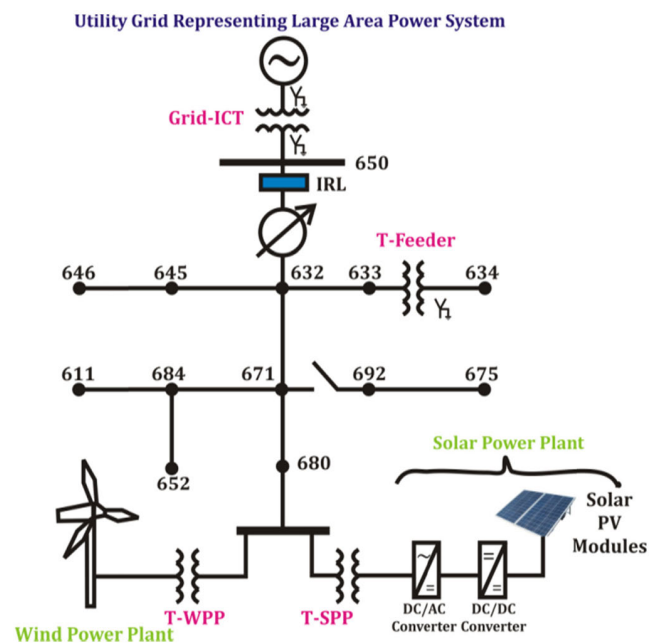 Utility Grid Representing Large Area Power System
Grid-ICT
650
IRL
T-Feeder
646 645 632 633 634
611 684 671 692 675
Solar Power Plant
680
652
Solar
PV
Modules
DC/AC DC/DC
Converter Converter
T-WPP T-SPP
Wind Power Plant